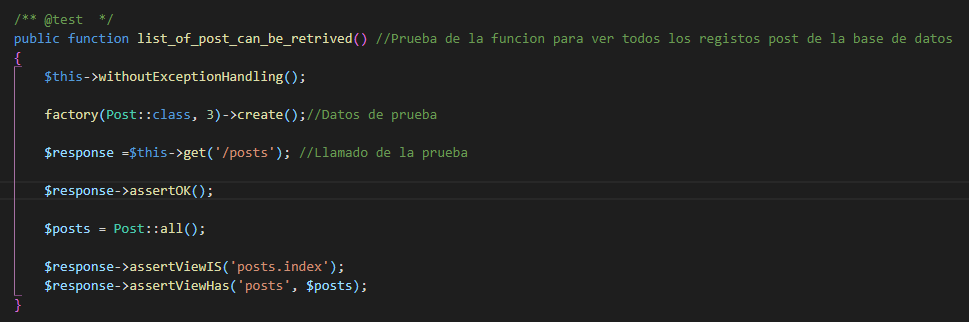 /** @test  */
public function list_of_post_can_be_retrived() //Prueba de la funcion para ver todos los registos post de la base de datos
{
    $this->withoutExceptionHandling();
    factory(Post::class, 3)->create();//Datos de prueba
    $response =$this->get('/posts'); //Llamado de la prueba
    $response->assertOK();
    $posts = Post::all();
    $response->assertViewIS('posts.index');
    $response->assertViewHas('posts', $posts);
}